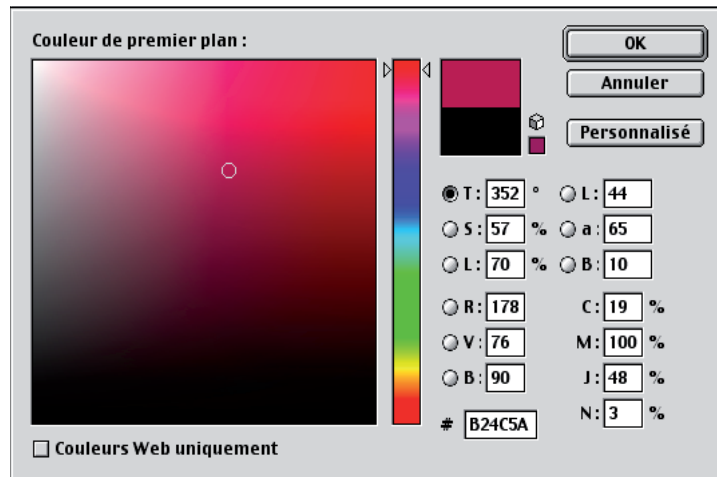 Couleur de premier plan :
OK
Annuler
Personnalisé
T : 352 °
L : 44
S : 57 %
a : 65
L : 70 %
B : 10
R : 178
C : 19 %
V : 76
M : 100 %
B : 90
J : 48 %
# B24C5A
N : 3 %
Couleurs Web uniquement